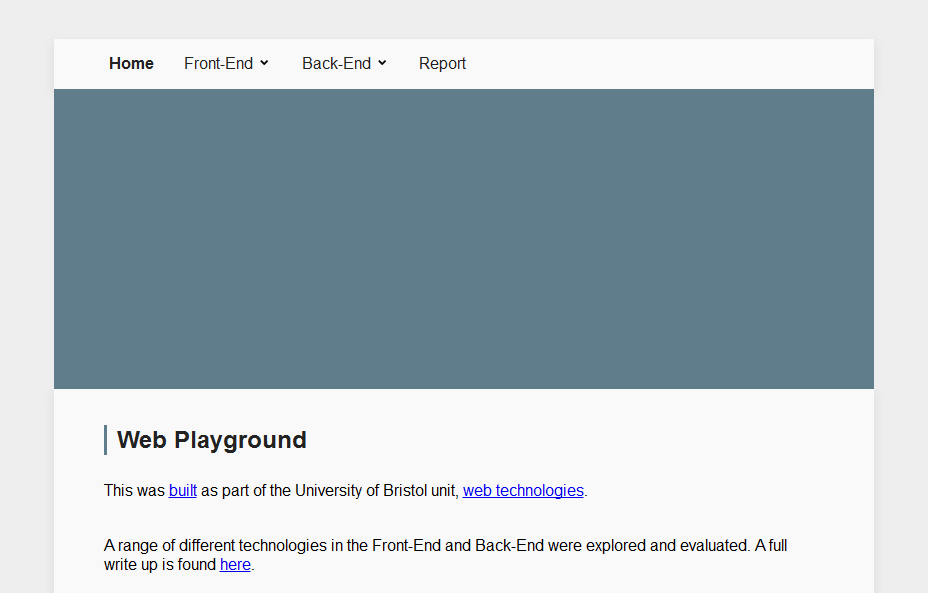 Home Front-End Back-End Report
Web Playground
This was built as part of the University of Bristol unit, web technologies.
A range of different technologies in the Front-End and Back-End were explored and evaluated. A full
write up is found here.